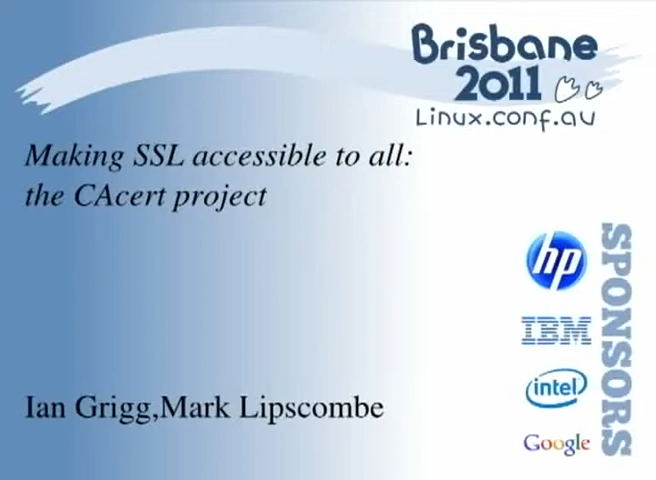 Brisbane
2011
Linux.conf.au
Making SSL accessible to all:
the CAcert project
hp
IBM
intel
Google
SPONSORS
Ian Grigg,Mark Lipscombe